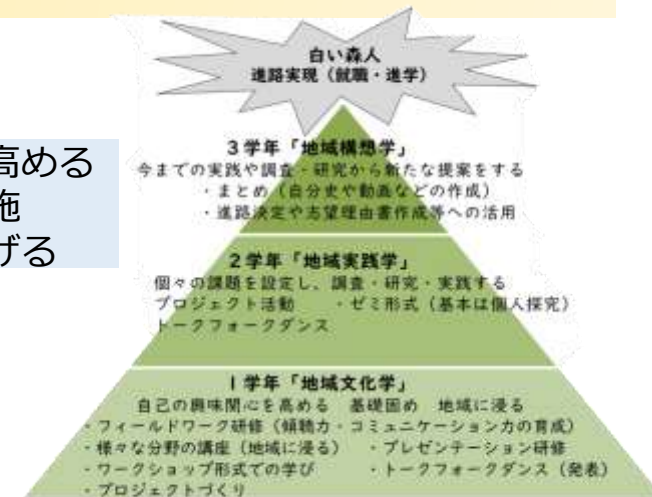 白い森人
進路実現（就職・進学）
高める
施
げる
3学年「地域構想学」
今までの実践や調査・研究から新たな提案をする
・まとめ（自分史や動画などの作成）
・進路決定や志望理由書作成等への活用
2学年「地域実践学」
個々の課題を設定し、調査・研究・実践する
プロジェクト活動　・ゼミ形式（基本は個人探究）
トークフォークダンス
1学年「地域文化学」
自己の興味関心を高める　基礎固め　地域に浸る
・フィールドワーク研修（傾聴力・コミュニケーション力の育成）
・様々な分野の講座（地域に浸る）　・プレゼンテーション研修
・ワークショップ形式での学び　・トークフォークダンス（発表）
・プロジェクトづくり